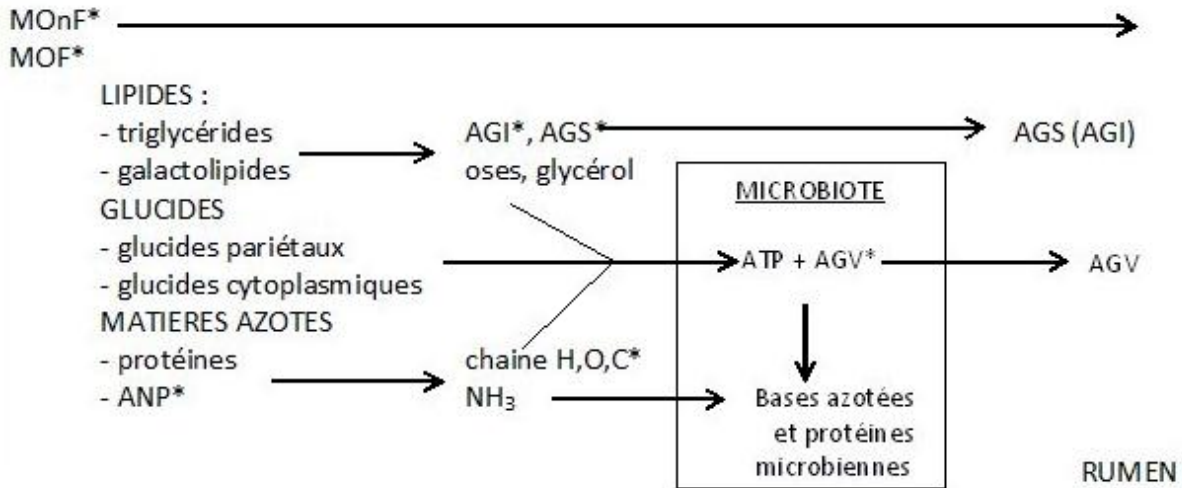 MOnF*
MOF*
LIPIDES :
- triglycérides AGI*, AGS* AGS (AGI)
- galactolipides oses, glycérol
MICROBIOTE
GLUCIDES
- glucides pariétaux ATP + AGV* AGV
- glucides cytoplasmiques
MATIERES AZOTES
- protéines chaine H,O,C*
- ANP* NH₃ Bases azotées
et protéines
microbiennes
RUMEN